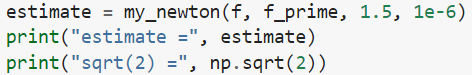 estimate = my_newton(f, f_prime, 1.5, 1e-6)
print("estimate =", estimate)
print("sqrt(2) =", np.sqrt(2))